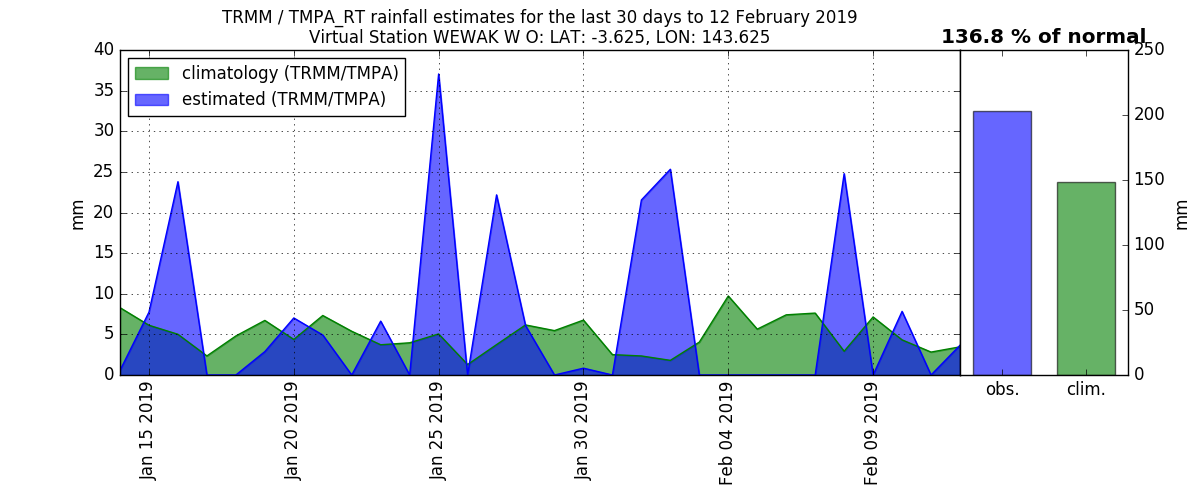 TRMM / TMPA_RT rainfall estimates for the last 30 days to 12 February 2019
Virtual Station WEWAK W O: LAT: -3.625, LON: 143.625
136.8 % of normal
climatology (TRMM/TMPA)
estimated (TRMM/TMPA)
40
35
30
25
20
15
10
5
0
mm
Jan 15 2019
Jan 20 2019
Jan 25 2019
Jan 30 2019
Feb 04 2019
Feb 09 2019
250
200
150
100
50
0
mm
obs.
clim.